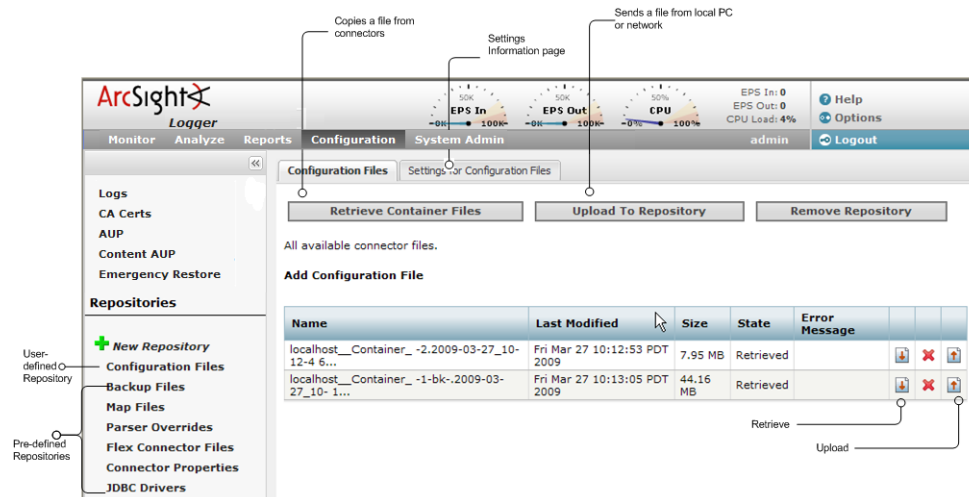 Copies a file from
connectors
Settings
Information page
Sends a file from local PC
or network
ArcSight
Logger
50K
EPS In
-0K 100K-
50K
EPS Out
-0K 100K-
50%
CPU
-0% 100%
EPS In: 0
EPS Out: 0
CPU Load: 4%
Help
Options
Monitor Analyze Reports Configuration System Admin admin Logout
Configuration Files Settings for Configuration Files
Logs
CA Certs
AUP
Content AUP
Emergency Restore
Repositories
New Repository
Configuration Files
Backup Files
Map Files
Parser Overrides
Flex Connector Files
Connector Properties
JDBC Drivers
User-
defined
Repository
Pre-defined
Repositories
Retrieve Container Files Upload To Repository Remove Repository
All available connector files.
Add Configuration File
Name Last Modified Size State Error
Message
localhost__Container_ -2.2009-03-27_10-
12-4 6...
Fri Mar 27 10:12:53 PDT
2009
7.95 MB Retrieved
localhost__Container_ -1-bk-.2009-03-
27_10- 1...
Fri Mar 27 10:13:05 PDT
2009
44.16
MB
Retrieved
Retrieve
Upload